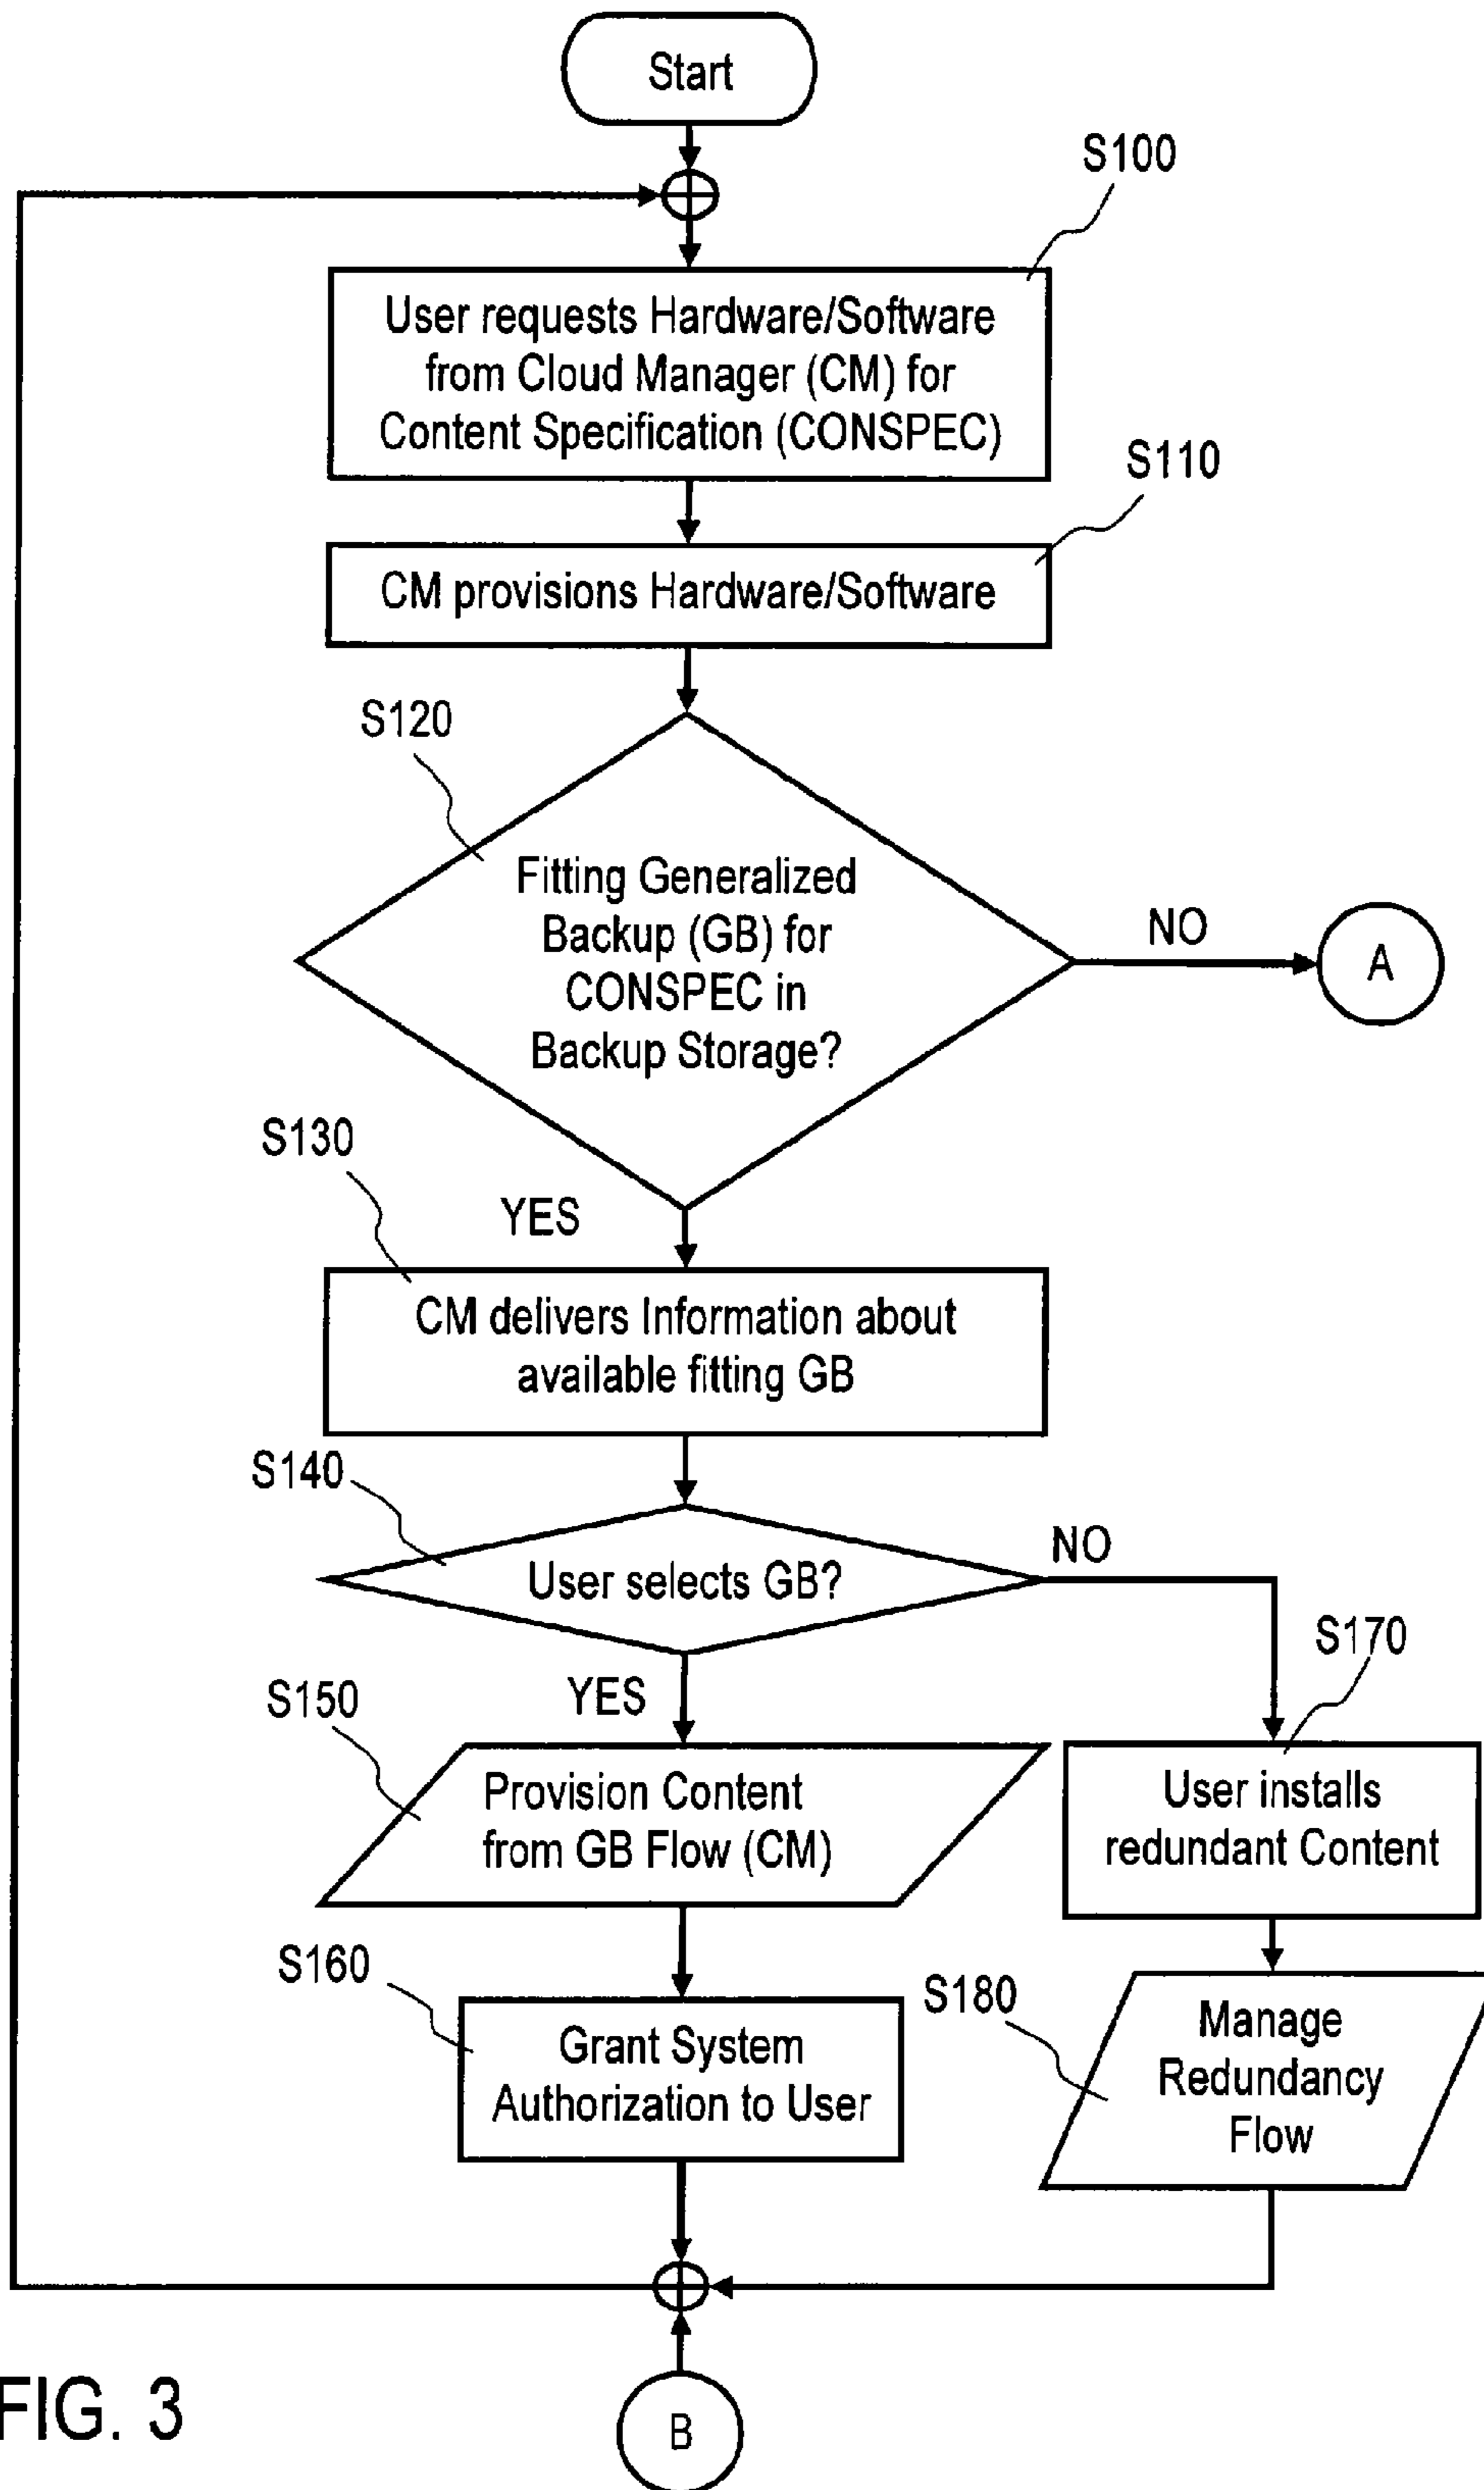 Start
S100
User requests Hardware/Software
from Cloud Manager (CM) for
Content Specification (CONSPEC)
S110
CM provisions Hardware/Software
S120
Fitting Generalized
Backup (GB) for
CONSPEC in
Backup Storage?
NO
A
S130
YES
CM delivers Information about
available fitting GB
S140
User selects GB?
NO
S170
YES
S150
Provision Content
from GB Flow (CM)
User installs
redundant Content
S160
Grant System
Authorization to User
S180
Manage
Redundancy
Flow
B
FIG. 3